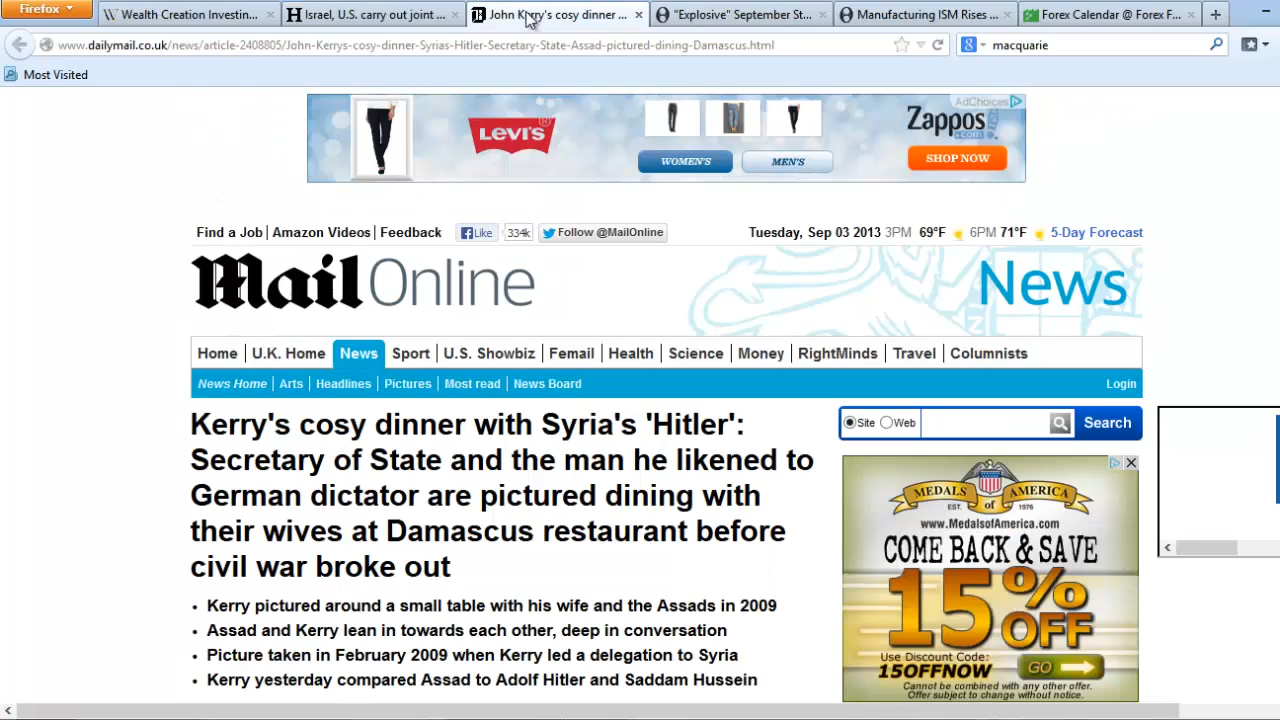 Firefox
Wealth Creation Investin...
Israel, U.S. carry out joint ...
John Kerry's cosy dinner ...
"Explosive" September St...
Manufacturing ISM Rises ...
Forex Calendar @ Forex F...
www.dailymail.co.uk/news/article-2408805/John-Kerrys-cosy-dinner-Syrias-Hitler-Secretary-State-Assad-pictured-dining-Damascus.html
macquarie
Most Visited
AdChoices
LEVI'S
WOMEN'S
MEN'S
Zappos.com
SHOP NOW
Find a Job | Amazon Videos | Feedback
Like
334k
Follow @MailOnline
Tuesday, Sep 03 2013 3PM 69°F 6PM 71°F 5-Day Forecast
Mail Online
News
Home | U.K. Home | News | Sport | U.S. Showbiz | Femail | Health | Science | Money | RightMinds | Travel | Columnists
News Home | Arts | Headlines | Pictures | Most read | News Board
Login
Kerry's cosy dinner with Syria's 'Hitler':
Secretary of State and the man he likened to
German dictator are pictured dining with
their wives at Damascus restaurant before
civil war broke out
Site Web
Search
• Kerry pictured around a small table with his wife and the Assads in 2009
• Assad and Kerry lean in towards each other, deep in conversation
• Picture taken in February 2009 when Kerry led a delegation to Syria
• Kerry yesterday compared Assad to Adolf Hitler and Saddam Hussein
MEDALS
of
AMERICA
EST. 1976
www.MedalsofAmerica.com
COME BACK & SAVE
15% OFF
Use Discount Code:
15OFFNOW
GO
Cannot be combined with any other offer.
Offer subject to change without notice.